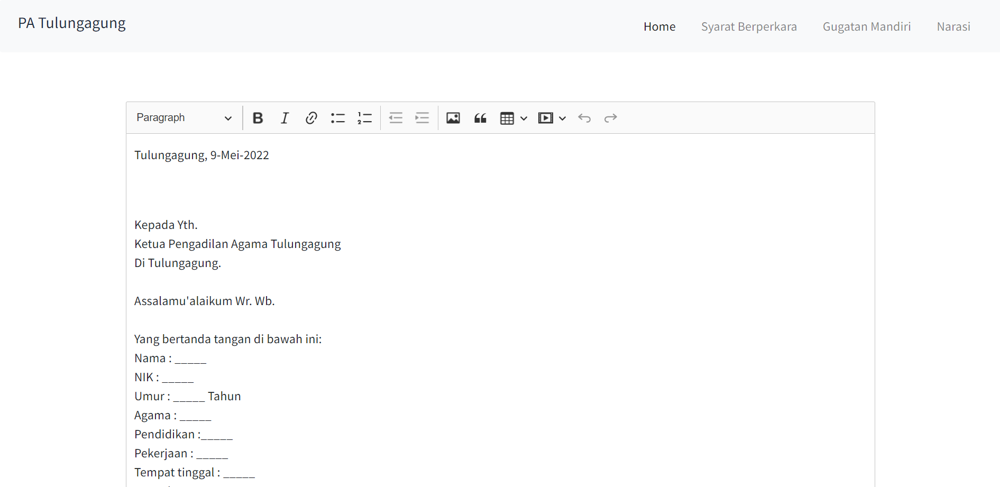 PA Tulungagung
Home Syarat Berperkara Gugatan Mandiri Narasi
Paragraph
Tulungagung, 9-Mei-2022
Kepada Yth.
Ketua Pengadilan Agama Tulungagung
Di Tulungagung.
Assalamu'alaikum Wr. Wb.
Yang bertanda tangan di bawah ini:
Nama : _____
NIK : _____
Umur : _____ Tahun
Agama : _____
Pendidikan :_____
Pekerjaan : _____
Tempat tinggal : _____